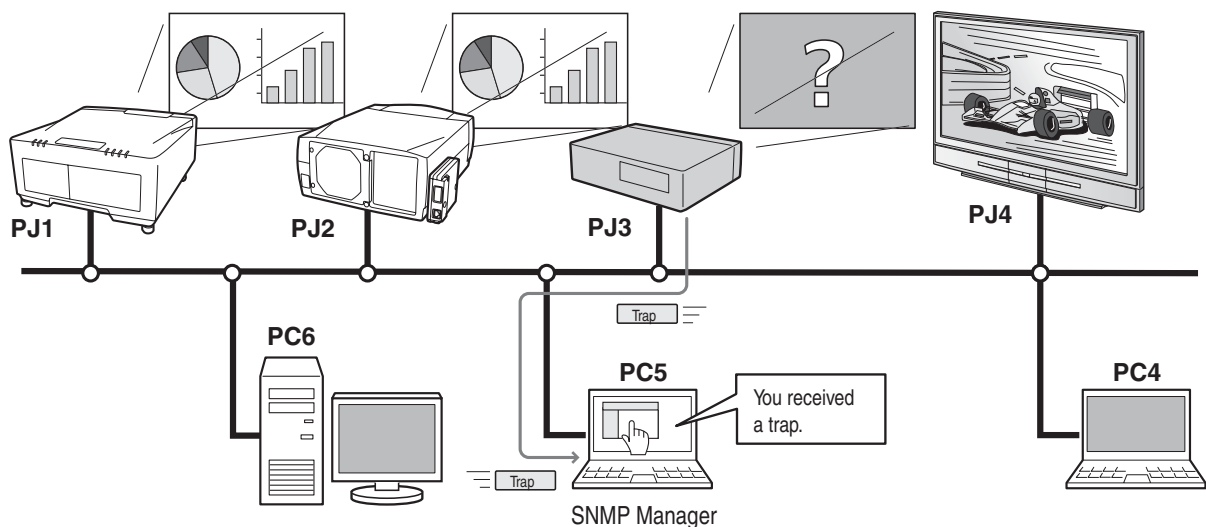 ?
PJ1
PJ2
PJ3
PJ4
Trap
PC6
PC5
PC4
You received
a trap.
Trap
SNMP Manager